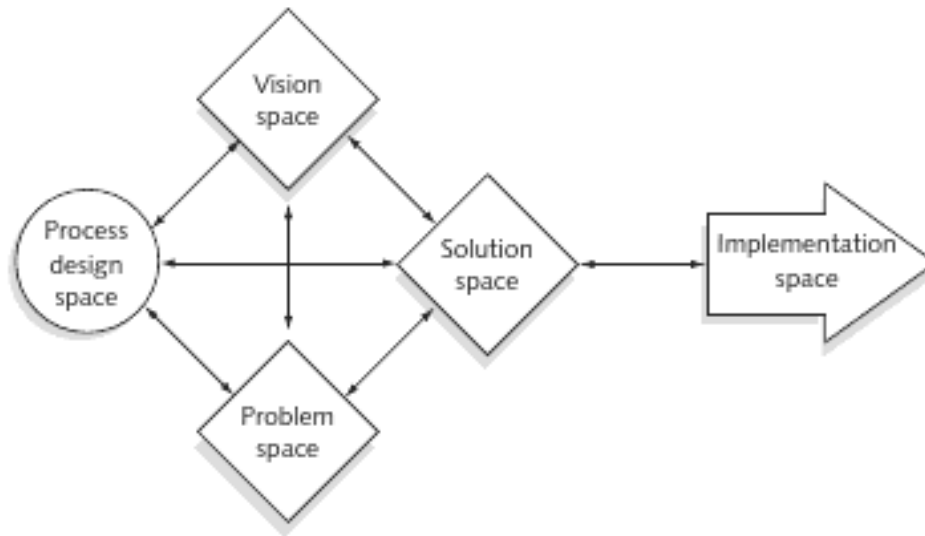 Vision
space
Process
design
space
Solution
space
Implementation
space
Problem
space